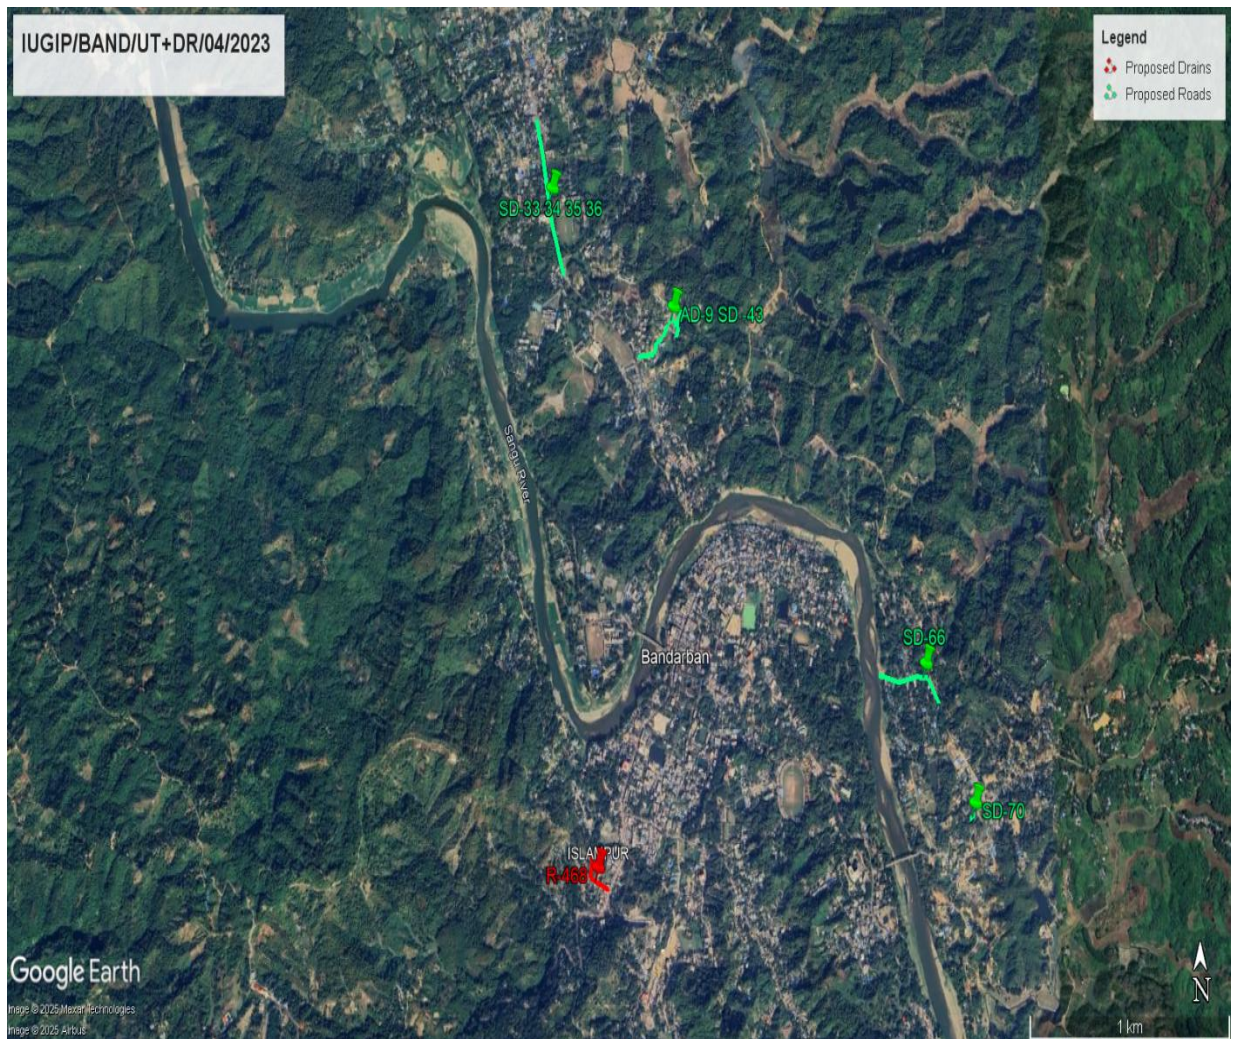 IUGIP/BAND/UT+DR/04/2023
Legend
Proposed Drains
Proposed Roads
SD-33 34 35 36
AD-9 SD -43
Sangu River
SD-66
Bandarban
SD-70
ISLAMPUR
R-468
Google Earth
Image © 2025 Maxar Technologies
Image © 2025 Airbus
N
1 km